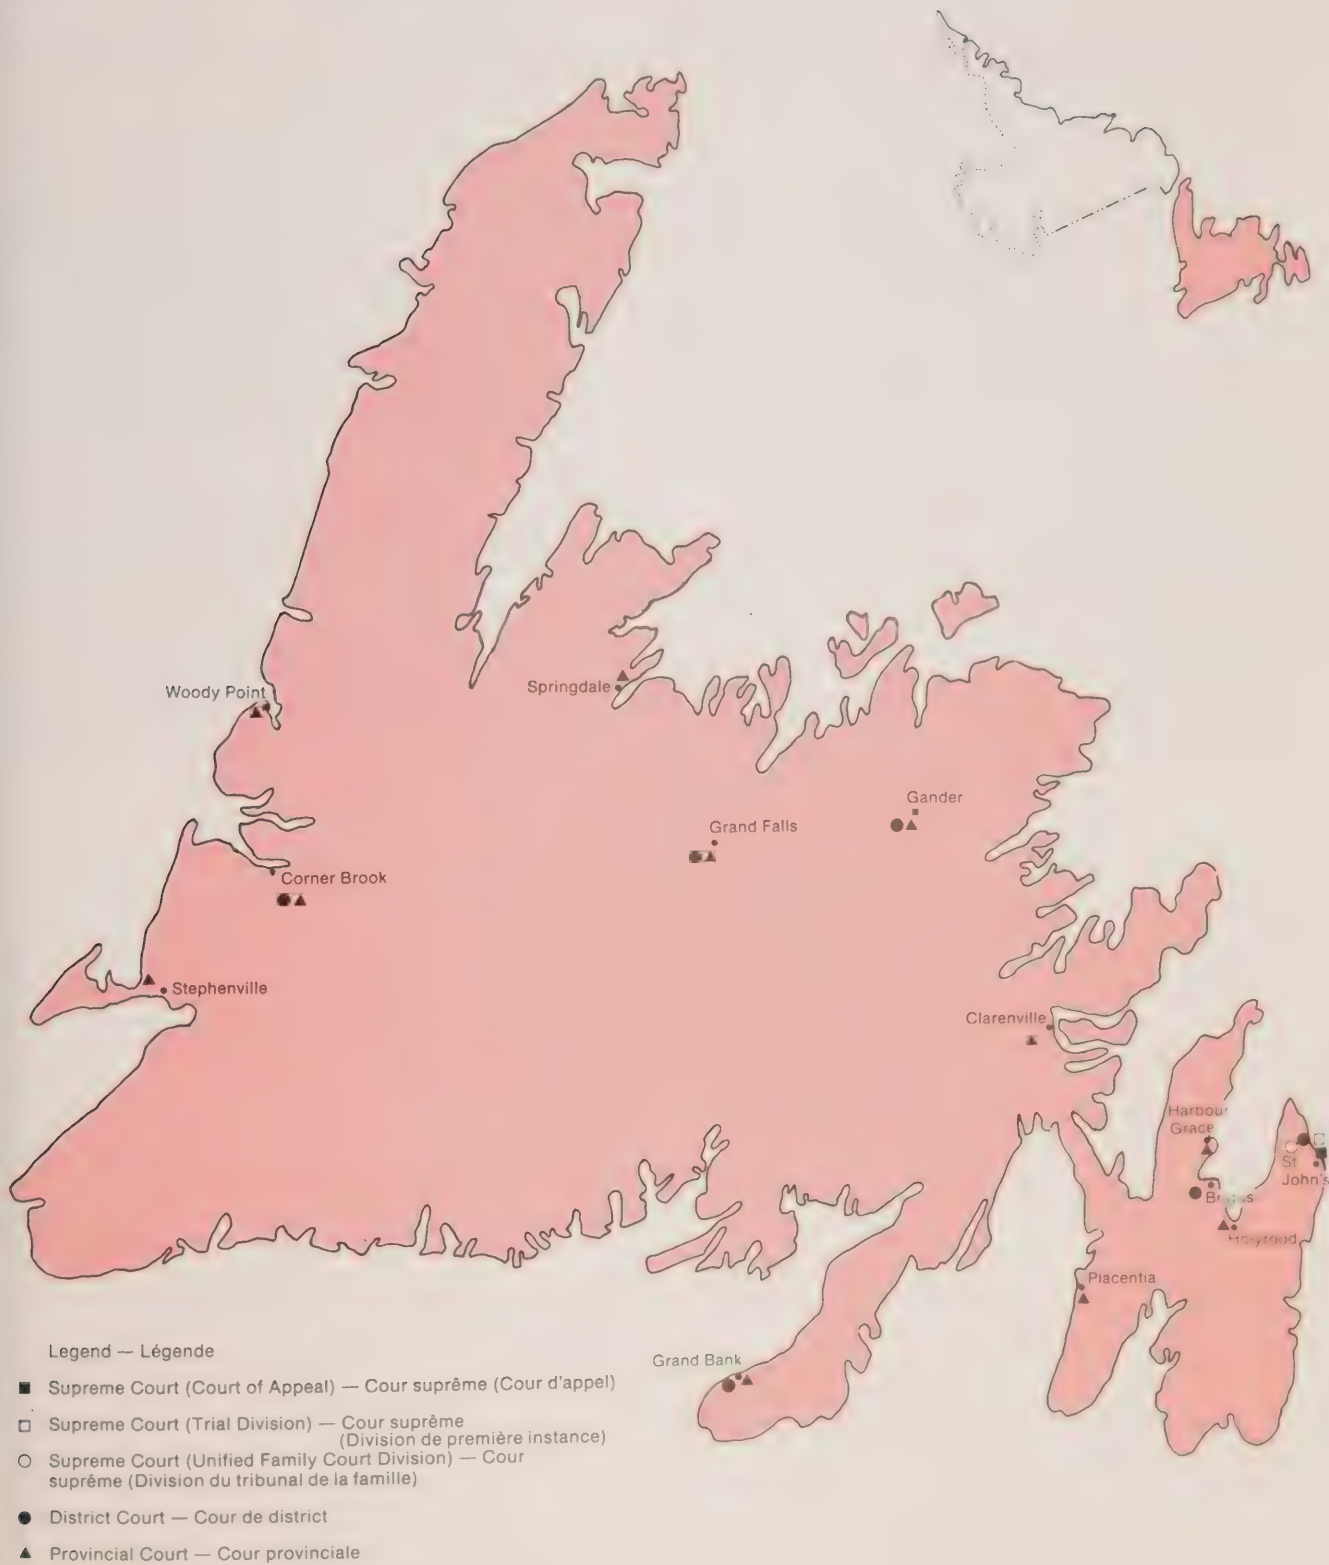 Woody Point
Springdale
Gander
Grand Falls
Corner Brook
Stephenville
Clarenville
Harbour
Grace
St
John's
Placentia
Grand Bank
Legend — Légende
Supreme Court (Court of Appeal) — Cour suprême (Cour d'appel)
Supreme Court (Trial Division) — Cour suprême
(Division de première instance)
Supreme Court (Unified Family Court Division) — Cour
suprême (Division du tribunal de la famille)
District Court — Cour de district
Provincial Court — Cour provinciale